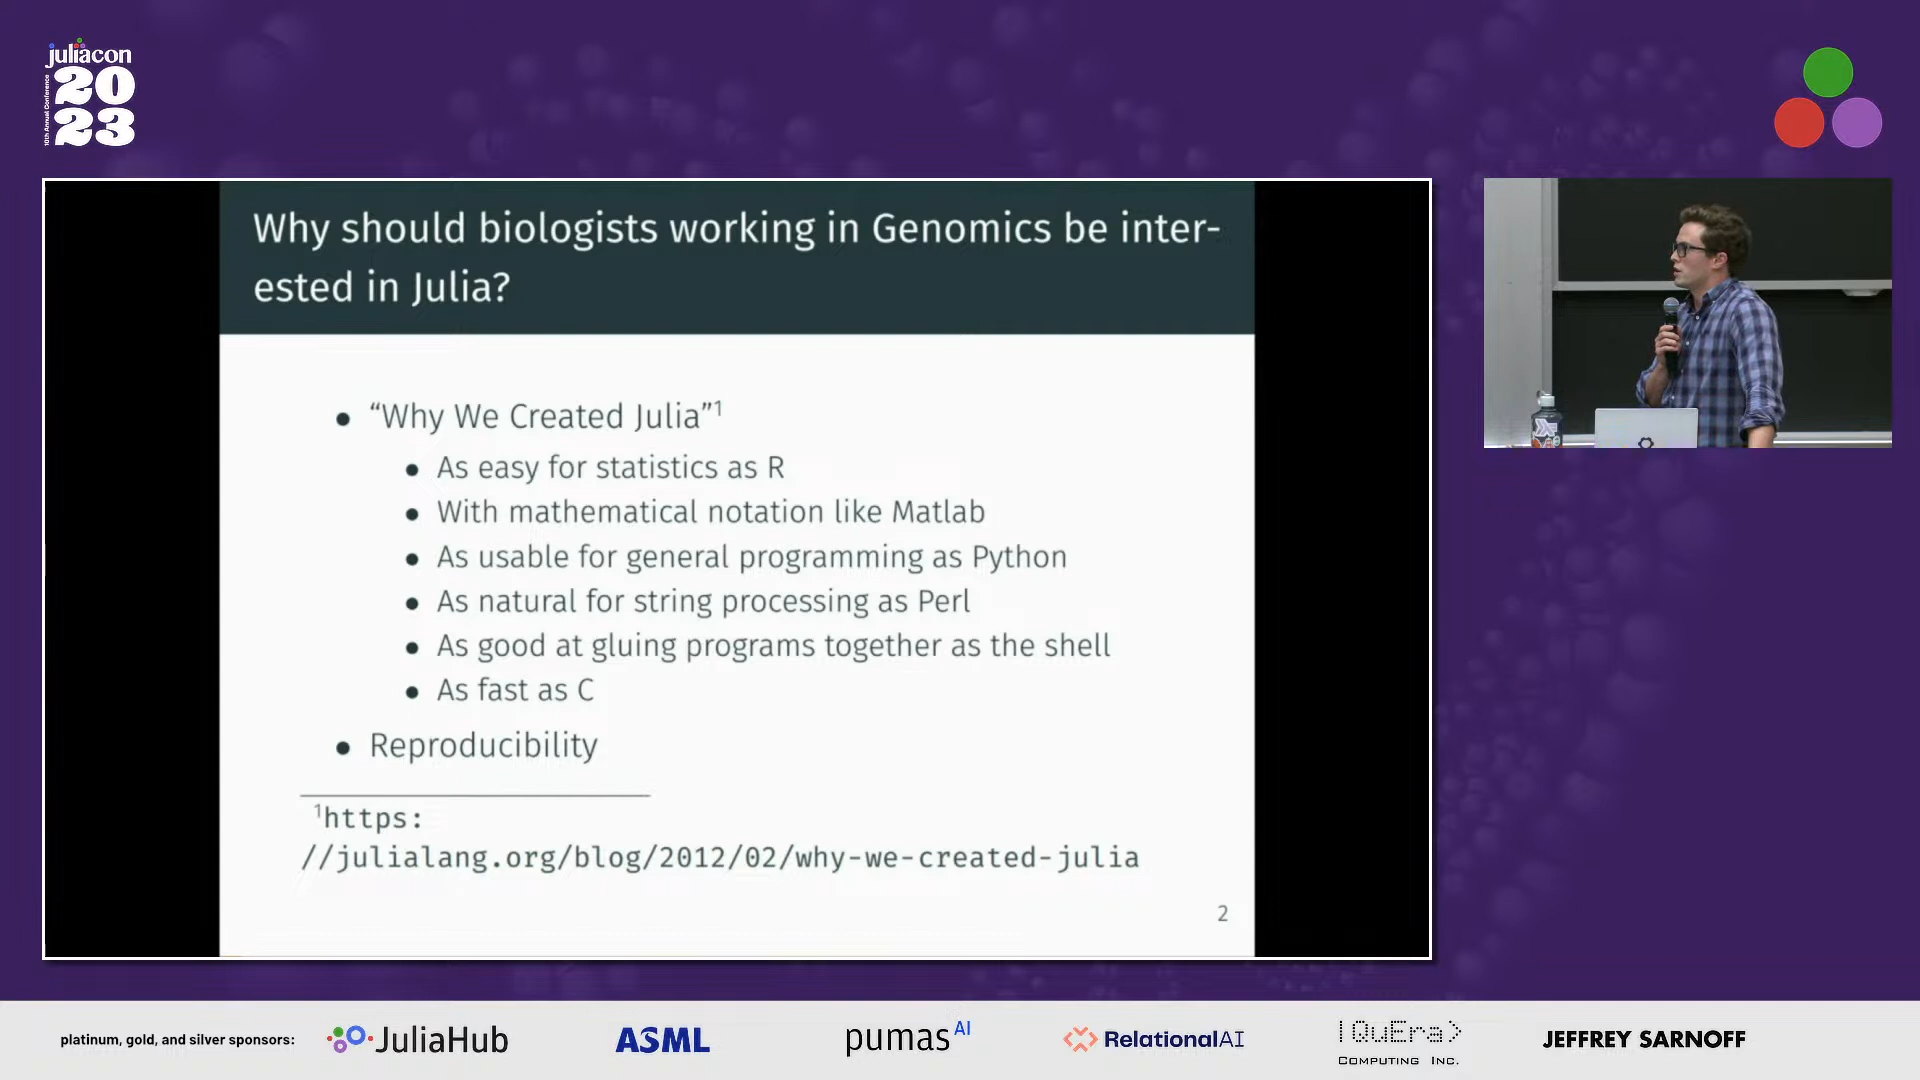 juliacon
20
23
10th Annual Conference
Why should biologists working in Genomics be inter-
ested in Julia?
• “Why We Created Julia”¹
• As easy for statistics as R
• With mathematical notation like Matlab
• As usable for general programming as Python
• As natural for string processing as Perl
• As good at gluing programs together as the shell
• As fast as C
• Reproducibility
¹https:
//julialang.org/blog/2012/02/why-we-created-julia
2
platinum, gold, and silver sponsors:
JuliaHub
ASML
pumasAI
RelationalAI
|QuEra>
COMPUTING INC.
JEFFREY SARNOFF